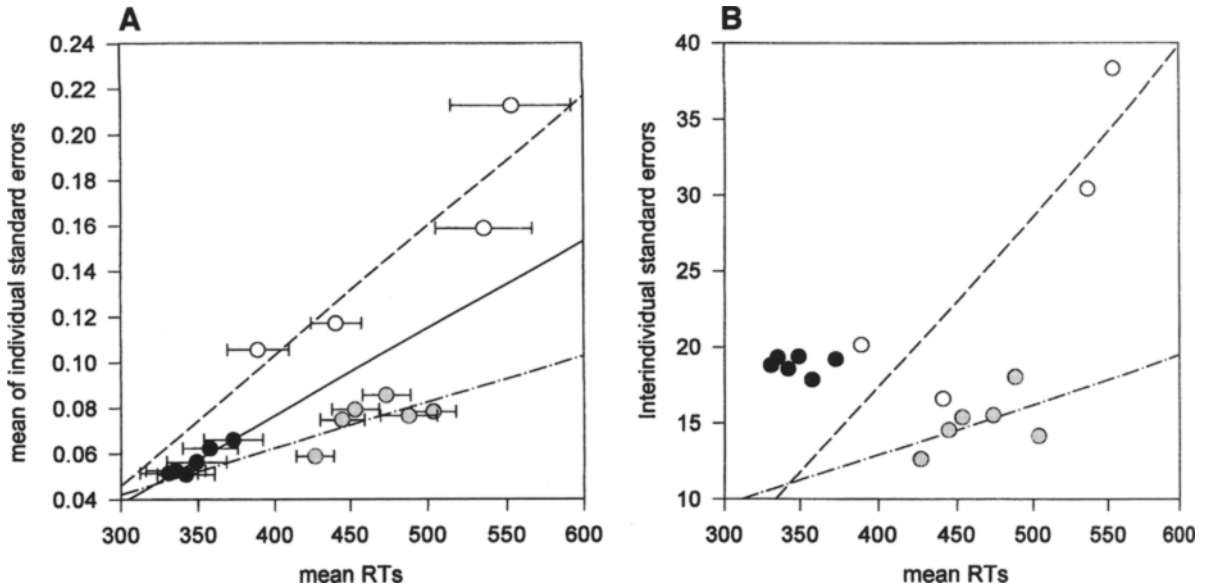 A
mean of individual standard errors
0.24
0.22
0.20
0.18
0.16
0.14
0.12
0.10
0.08
0.06
0.04
300 350 400 450 500 550 600
mean RTs
B
Interindividual standard errors
40
35
30
25
20
15
10
300 350 400 450 500 550 600
mean RTs